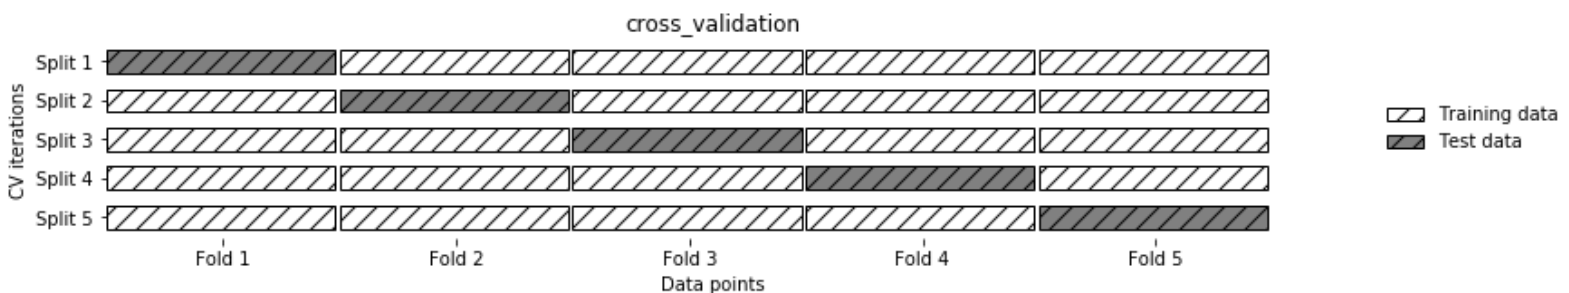 cross_validation
CV iterations
Split 1
Split 2
Split 3
Split 4
Split 5
Fold 1 Fold 2 Fold 3 Fold 4 Fold 5
Data points
Training data
Test data